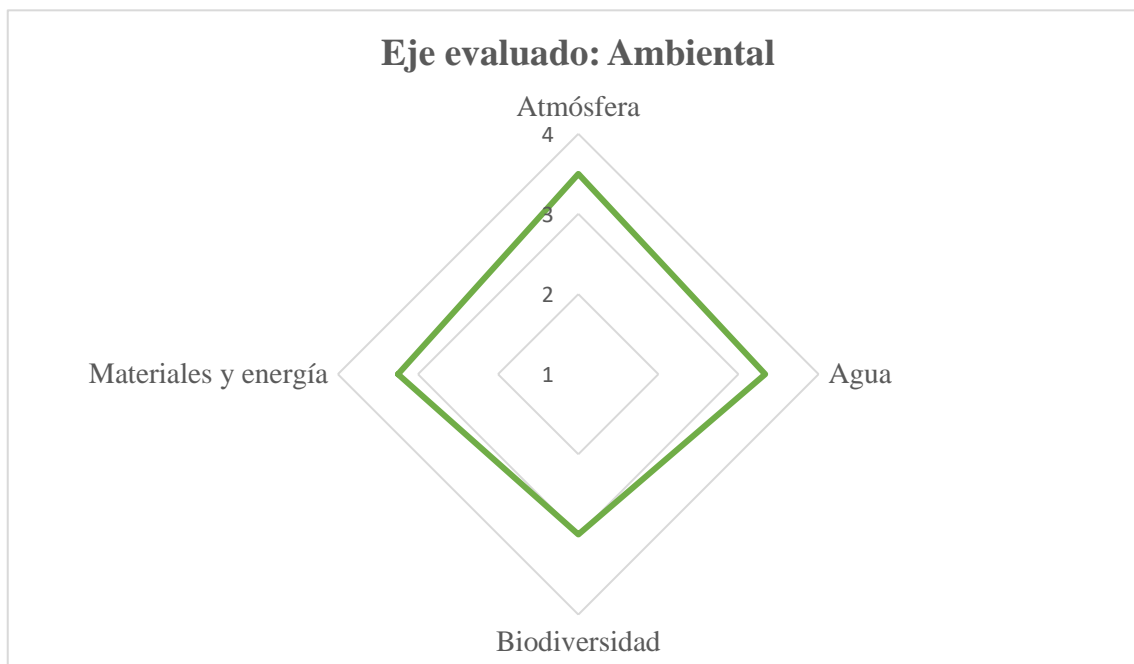 Eje evaluado: Ambiental
Atmósfera
4
3
2
Materiales y energía
1
Agua
Biodiversidad